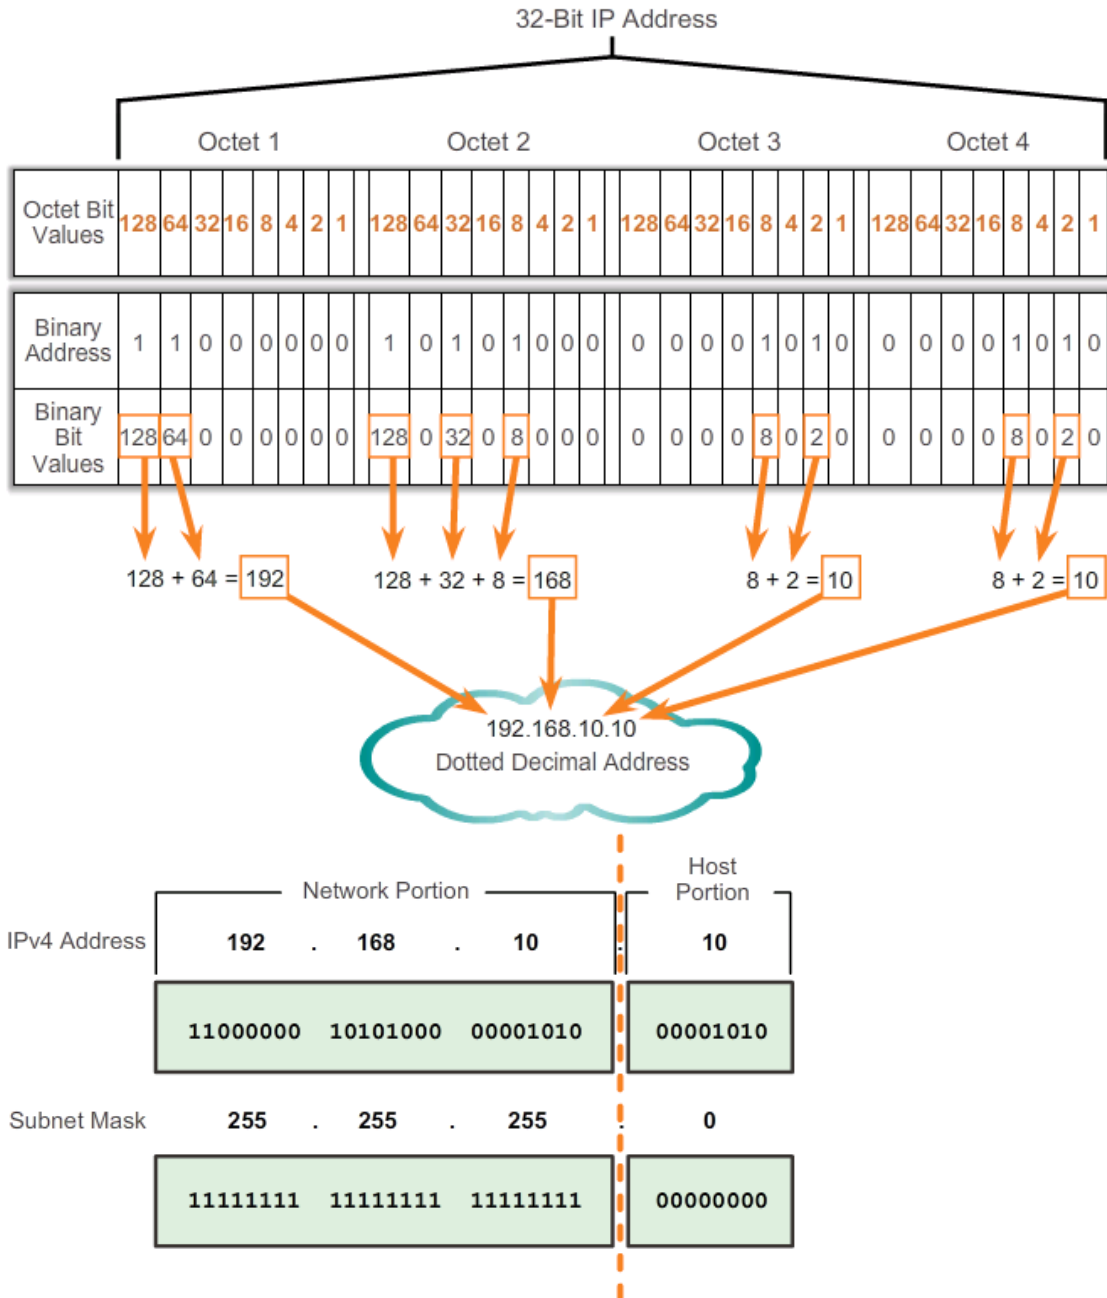 32-Bit IP Address
Octet 1 Octet 2 Octet 3 Octet 4
Octet Bit Values 128 64 32 16 8 4 2 1 128 64 32 16 8 4 2 1 128 64 32 16 8 4 2 1 128 64 32 16 8 4 2 1
Binary Address 1 1 0 0 0 0 0 0 1 0 1 0 1 0 0 0 0 0 0 0 1 0 1 0 0 0 0 0 1 0 1 0
Binary Bit Values 128 64 0 0 0 0 0 0 128 0 32 0 8 0 0 0 0 0 0 0 8 0 2 0 0 0 0 0 8 0 2 0
128 + 64 = 192 128 + 32 + 8 = 168 8 + 2 = 10 8 + 2 = 10
192.168.10.10
Dotted Decimal Address
Network Portion Host Portion
IPv4 Address 192 . 168 . 10 . 10
11000000 10101000 00001010 00001010
Subnet Mask 255 . 255 . 255 . 0
11111111 11111111 11111111 00000000